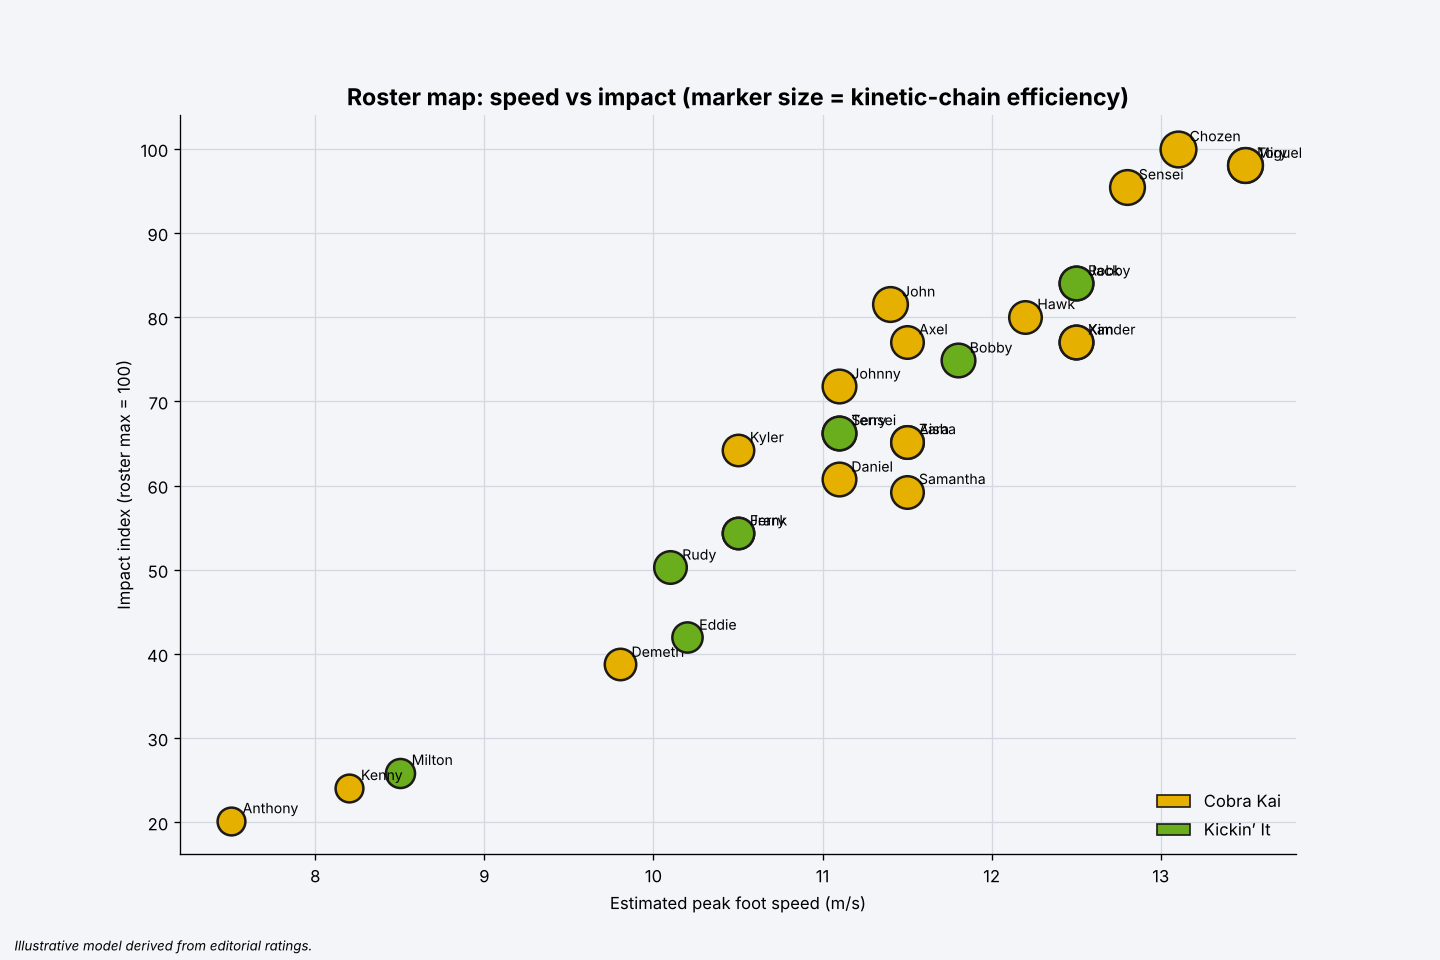 Roster map: speed vs impact (marker size = kinetic-chain efficiency)
Impact index (roster max = 100)
100
90
80
70
60
50
40
30
20
Chozen
Miguel
Sensei
John
Hawk
Axel
Xander
Bobby
Johnny
Kyler
Daniel
Samantha
Rudy
Eddie
Demetri
Milton
Kenny
Anthony
Cobra Kai
Kickin’ It
8
9
10
11
12
13
Estimated peak foot speed (m/s)
Illustrative model derived from editorial ratings.